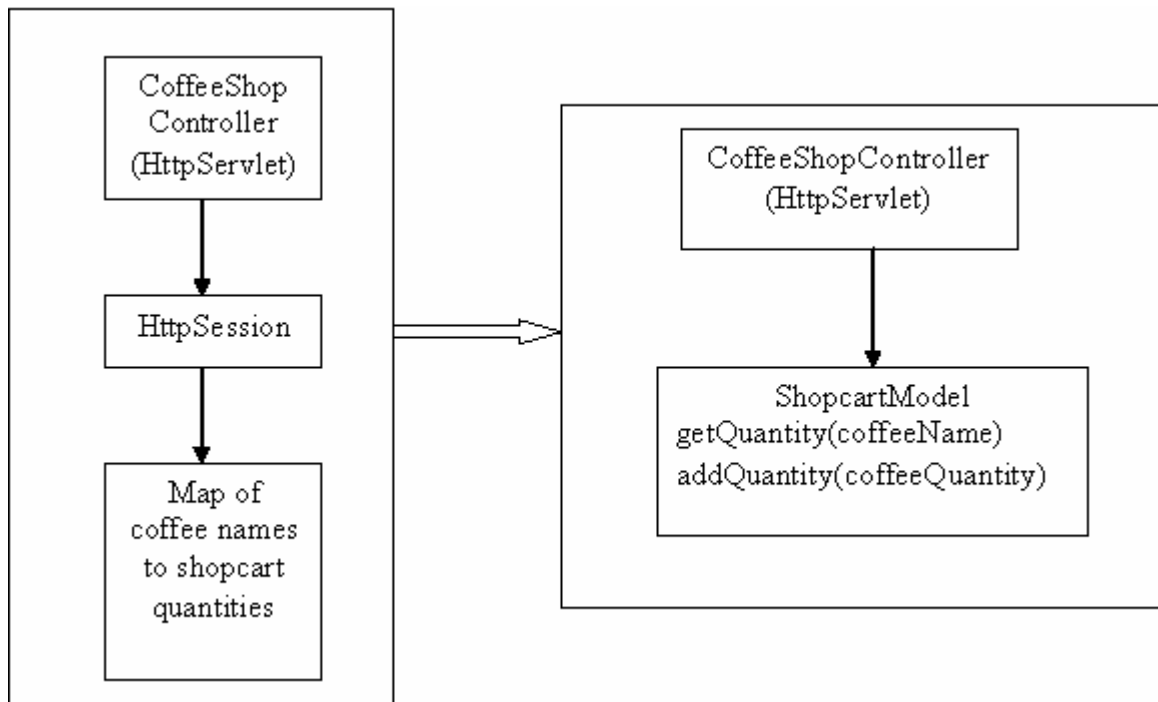 CoffeeShop
Controller
(HttpServlet)
HttpSession
Map of
coffee names
to shopcart
quantities
CoffeeShopController
(HttpServlet)
ShopcartModel
getQuantity(coffeeName)
addQuantity(coffeeQuantity)